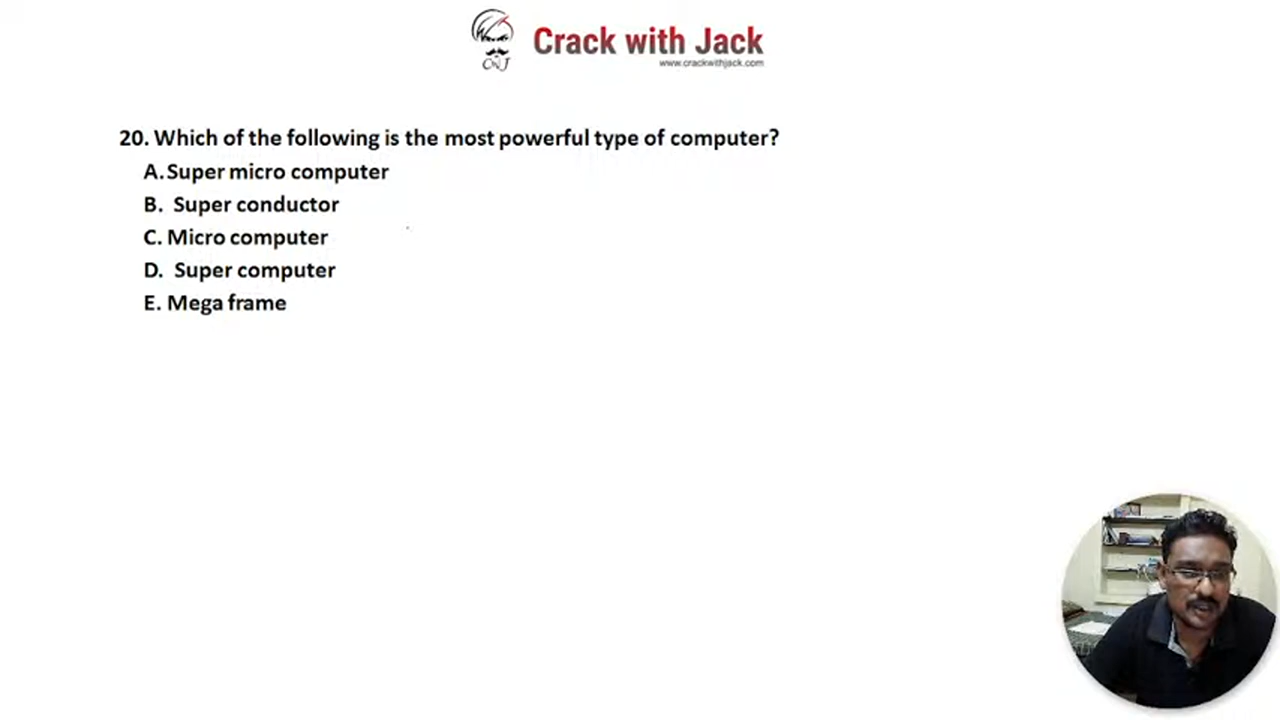 Crack with Jack
www.crackwithjack.com
CWJ
20. Which of the following is the most powerful type of computer?
A. Super micro computer
B. Super conductor
C. Micro computer
D. Super computer
E. Mega frame